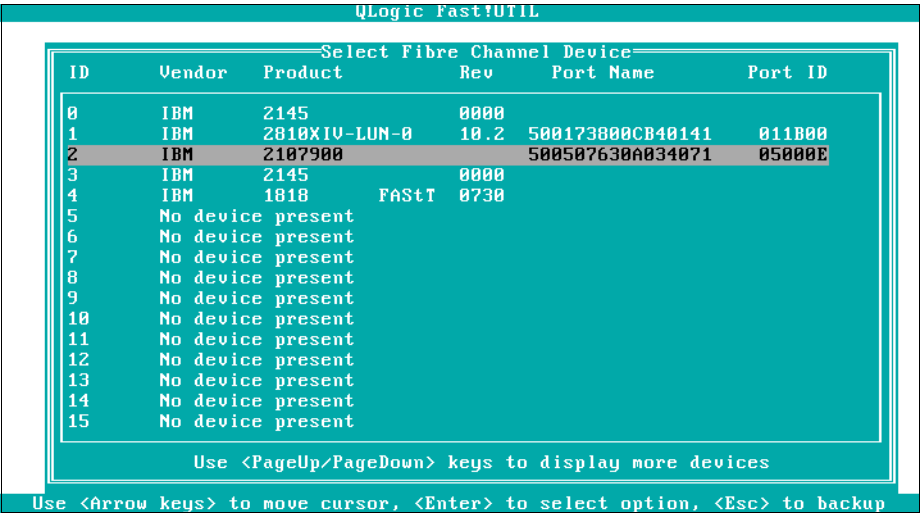 QLogic Fast!UTIL
Select Fibre Channel Device
ID Vendor Product Rev Port Name Port ID
0 IBM 2145 0000
1 IBM 2810XIV-LUN-0 10.2 500173800CB40141 011B00
2 IBM 2107900 500507630A034071 05000E
3 IBM 2145 0000
4 IBM 1818 FAStT 0730
5 No device present
6 No device present
7 No device present
8 No device present
9 No device present
10 No device present
11 No device present
12 No device present
13 No device present
14 No device present
15 No device present
Use <PageUp/PageDown> keys to display more devices
Use <Arrow keys> to move cursor, <Enter> to select option, <Esc> to backup